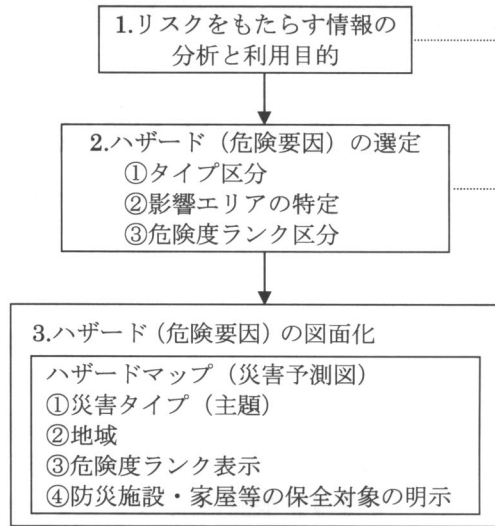 1.リスクをもたらす情報の
分析と利用目的
2.ハザード（危険要因）の選定
①タイプ区分
②影響エリアの特定
③危険度ランク区分
3.ハザード（危険要因）の図面化
ハザードマップ（災害予測図）
①災害タイプ（主題）
②地域
③危険度ランク表示
④防災施設・家屋等の保全対象の明示